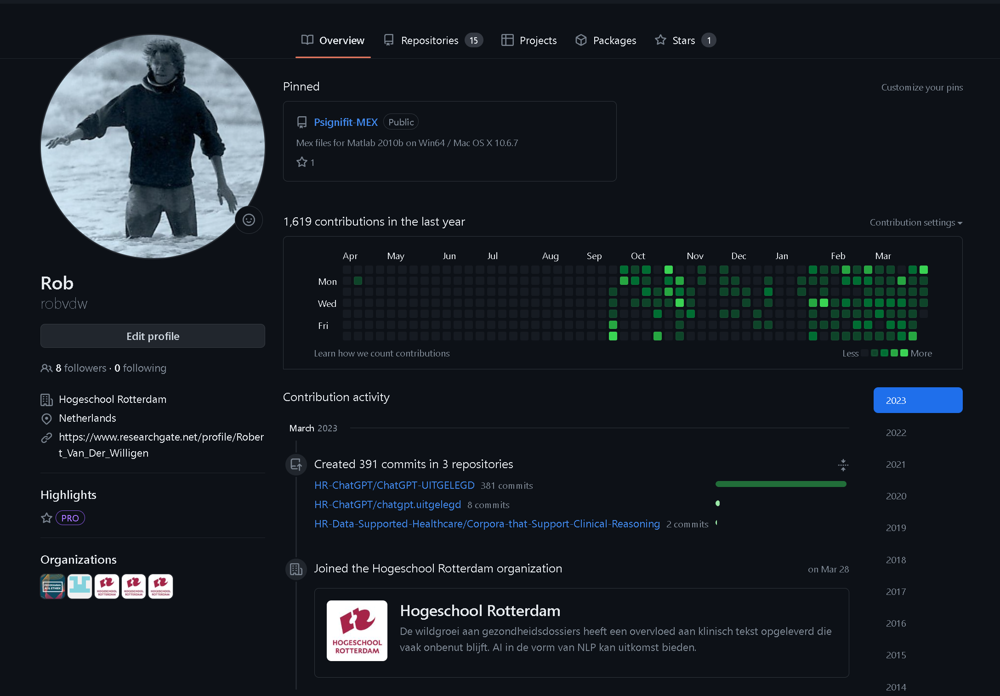 Overview
Repositories 15
Projects
Packages
Stars 1
Pinned
Customize your pins
Psignifit-MEX Public
Mex files for Matlab 2010b on Win64 / Mac OS X 10.6.7
1
1,619 contributions in the last year
Contribution settings
Apr May Jun Jul Aug Sep Oct Nov Dec Jan Feb Mar
Mon
Wed
Fri
Learn how we count contributions
Less More
Rob
robvdw
Edit profile
8 followers · 0 following
Hogeschool Rotterdam
Netherlands
https://www.researchgate.net/profile/Rober
t_Van_Der_Willigen
Highlights
PRO
Organizations
PROGRAMMA
AI & ETHIEK
HOGESCHOOL
ROTTERDAM
HOGESCHOOL
ROTTERDAM
HOGESCHOOL
ROTTERDAM
Contribution activity
March 2023
Created 391 commits in 3 repositories
HR-ChatGPT/ChatGPT-UITGELEGD 381 commits
HR-ChatGPT/chatgpt.uitgelegd 8 commits
HR-Data-Supported-Healthcare/Corpora-that-Support-Clinical-Reasoning 2 commits
Joined the Hogeschool Rotterdam organization
on Mar 28
HOGESCHOOL
ROTTERDAM
Hogeschool Rotterdam
De wildgroei aan gezondheidsdossiers heeft een overvloed aan klinisch tekst opgeleverd die
vaak onbenut blijft. AI in de vorm van NLP kan uitkomst bieden.
2023
2022
2021
2020
2019
2018
2017
2016
2015
2014